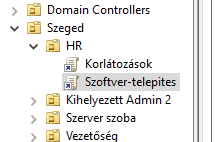 Domain Controllers
Szeged
HR
Korlátozások
Szoftver-telepites
Kihelyezett Admin 2
Szerver szoba
Vezetőség